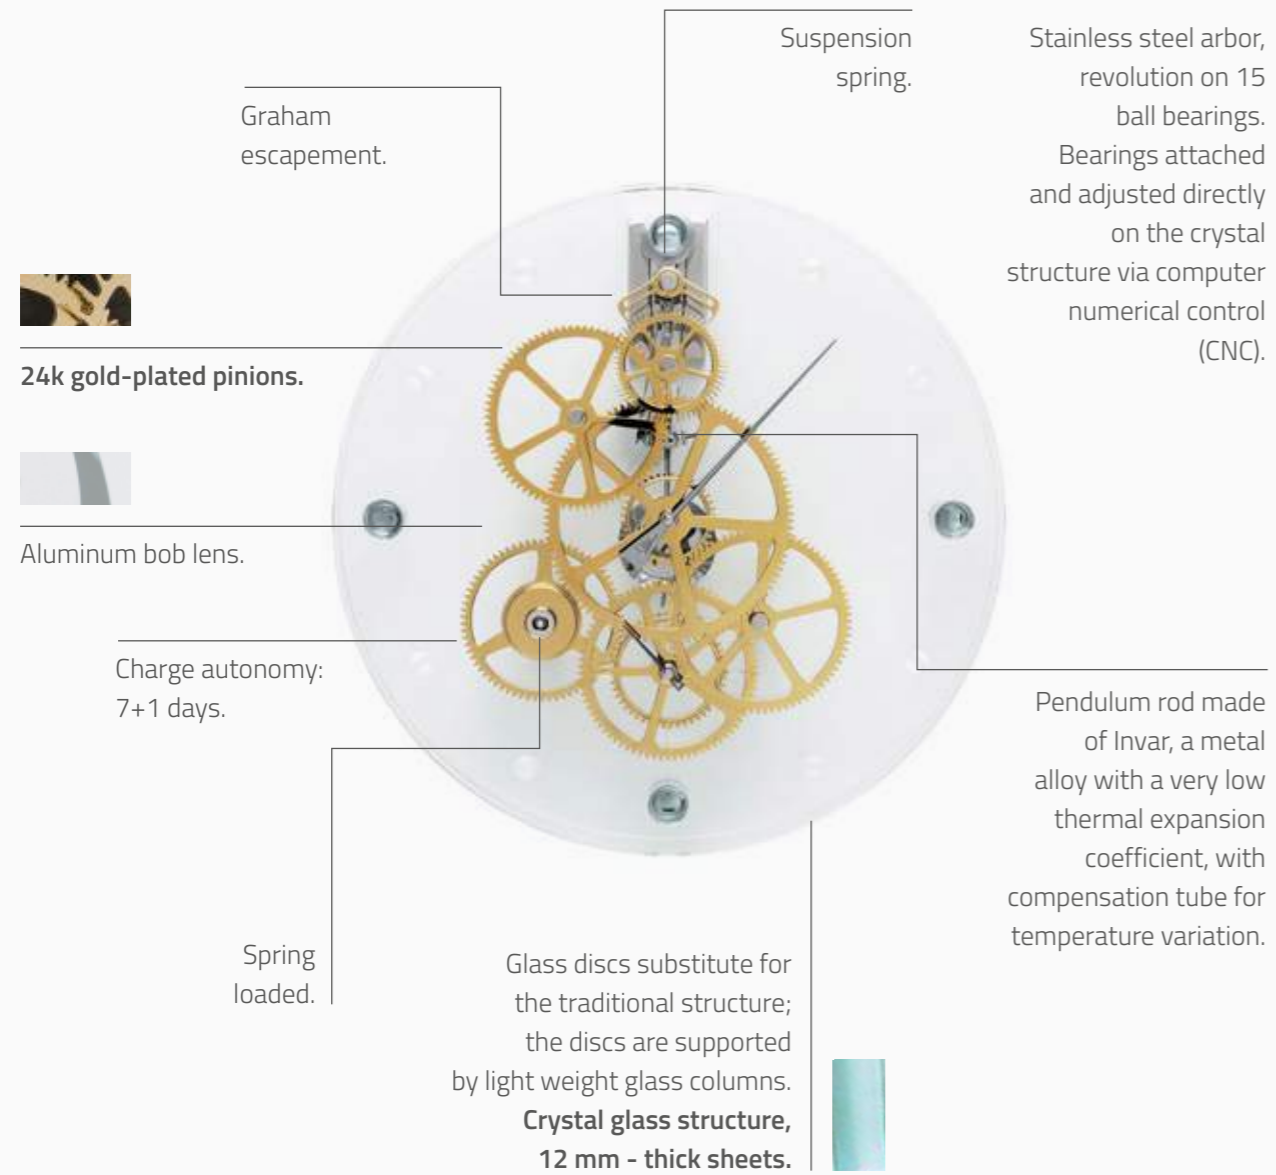 Suspension
spring.
Stainless steel arbor,
revolution on 15
ball bearings.
Bearings attached
and adjusted directly
on the crystal
structure via computer
numerical control
(CNC).
Graham
escapement.
24k gold-plated pinions.
Aluminum bob lens.
Charge autonomy:
7+1 days.
Pendulum rod made
of Invar, a metal
alloy with a very low
thermal expansion
coefficient, with
compensation tube for
temperature variation.
Spring
loaded.
Glass discs substitute for
the traditional structure;
the discs are supported
by light weight glass columns.
Crystal glass structure,
12 mm - thick sheets.